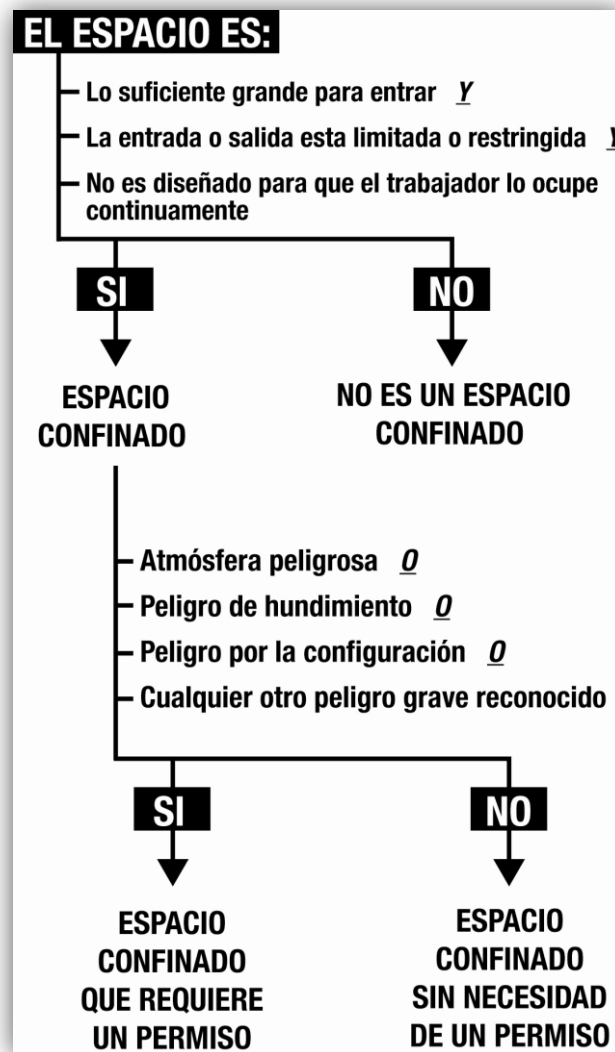 EL ESPACIO ES:
Lo suficiente grande para entrar Y
La entrada o salida esta limitada o restringida Y
No es diseñado para que el trabajador lo ocupe
continuamente
SI
NO
ESPACIO
CONFINADO
NO ES UN ESPACIO
CONFINADO
Atmósfera peligrosa O
Peligro de hundimiento O
Peligro por la configuración O
Cualquier otro peligro grave reconocido
SI
NO
ESPACIO
CONFINADO
QUE REQUIERE
UN PERMISO
ESPACIO
CONFINADO
SIN NECESIDAD
DE UN PERMISO